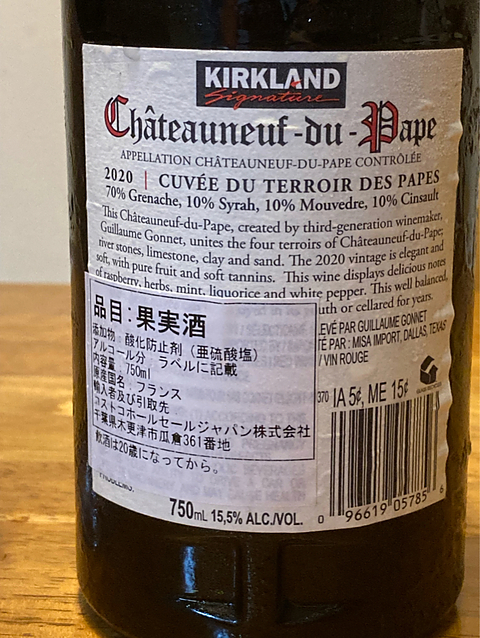 KIRKLAND
Signature
Châteauneuf-du-Pape
APPELLATION CHÂTEAUNEUF-DU-PAPE CONTRÔLÉE
2020 | CUVÉE DU TERROIR DES PAPES
70% Grenache, 10% Syrah, 10% Mouvedre, 10% Cinsault
This Châteauneuf-du-Pape, created by third-generation winemaker,
Guillaume Gonnet, unites the four terroirs of Châteauneuf-du-Pape;
river stones, limestone, clay and sand. The 2020 vintage is elegant and
soft, with pure fruit and soft tannins. This wine displays delicious notes
of raspberry, herbs, mint, liquorice and white pepper. This well balanced,
uth or cellared for years.
LEVÉ PAR GUILLAUME GONNET
TÉ PAR : MISA IMPORT, DALLAS, TEXAS
/ VIN ROUGE
370 IA 5¢, ME 15¢
品目:果実酒
添加物:酸化防止剤(亜硫酸塩)
アルコール分:ラベルに記載
内容量:750ml
原産国名:フランス
輸入者及び引取先
コストコホールセールジャパン株式会社
千葉県木更津市瓜倉361番地
飲酒は20歳になってから。
PROBLEMS.
750mL 15,5% ALC./VOL.
0 96619 05785 6